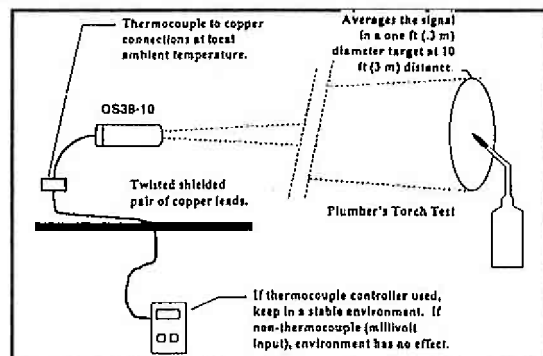 Thermocouple to copper
connections at local
ambient temperature.
Averages the signal
in a one ft (.3 m)
diameter target at 10
ft (3 m) distance.
OS38-10
Twisted shielded
pair of copper leads.
Plumber's Torch Test
If thermocouple controller used,
keep in a stable environment. If
non-thermocouple (millivolt
input), environment has no effect.